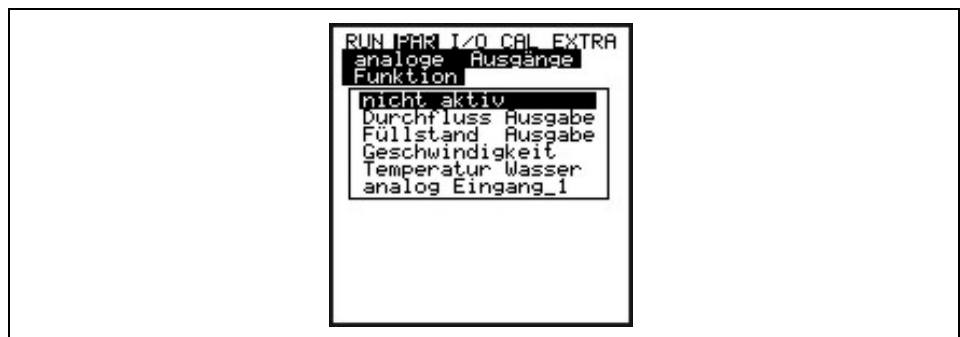 RUN PAR I/O CAL EXTRA
analoge Ausgänge
Funktion
nicht aktiv
Durchfluss Ausgabe
Füllstand Ausgabe
Geschwindigkeit
Temperatur Wasser
analog Eingang_1